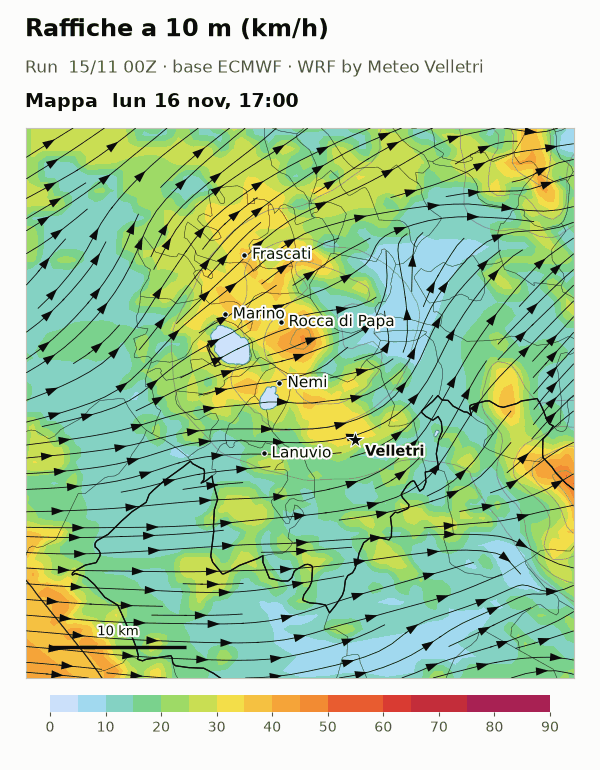 Raffiche a 10 m (km/h)
Run  15/11 00Z · base ECMWF · WRF by Meteo Velletri
Mappa  lun 16 nov, 17:00
Frascati
Marino
Rocca di Papa
Nemi
Velletri
Lanuvio
10 km
0 10 20 30 40 50 60 70 80 90